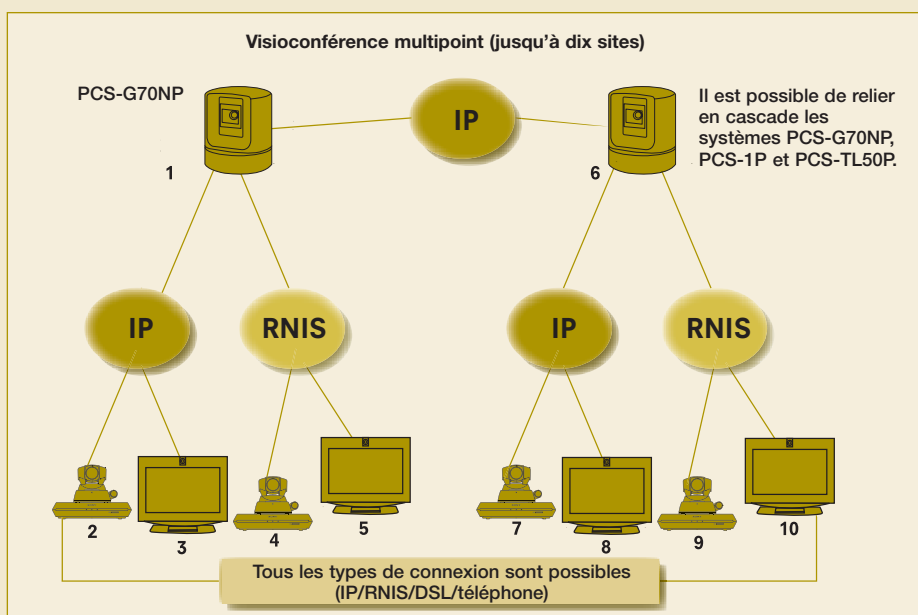 Visioconférence multipoint (jusqu'à dix sites)
PCS-G70NP
IP
Il est possible de relier
en cascade les
systèmes PCS-G70NP,
PCS-1P et PCS-TL50P.
1
6
IP
RNIS
IP
RNIS
2
3
4
5
7
8
9
10
Tous les types de connexion sont possibles
(IP/RNIS/DSL/téléphone)